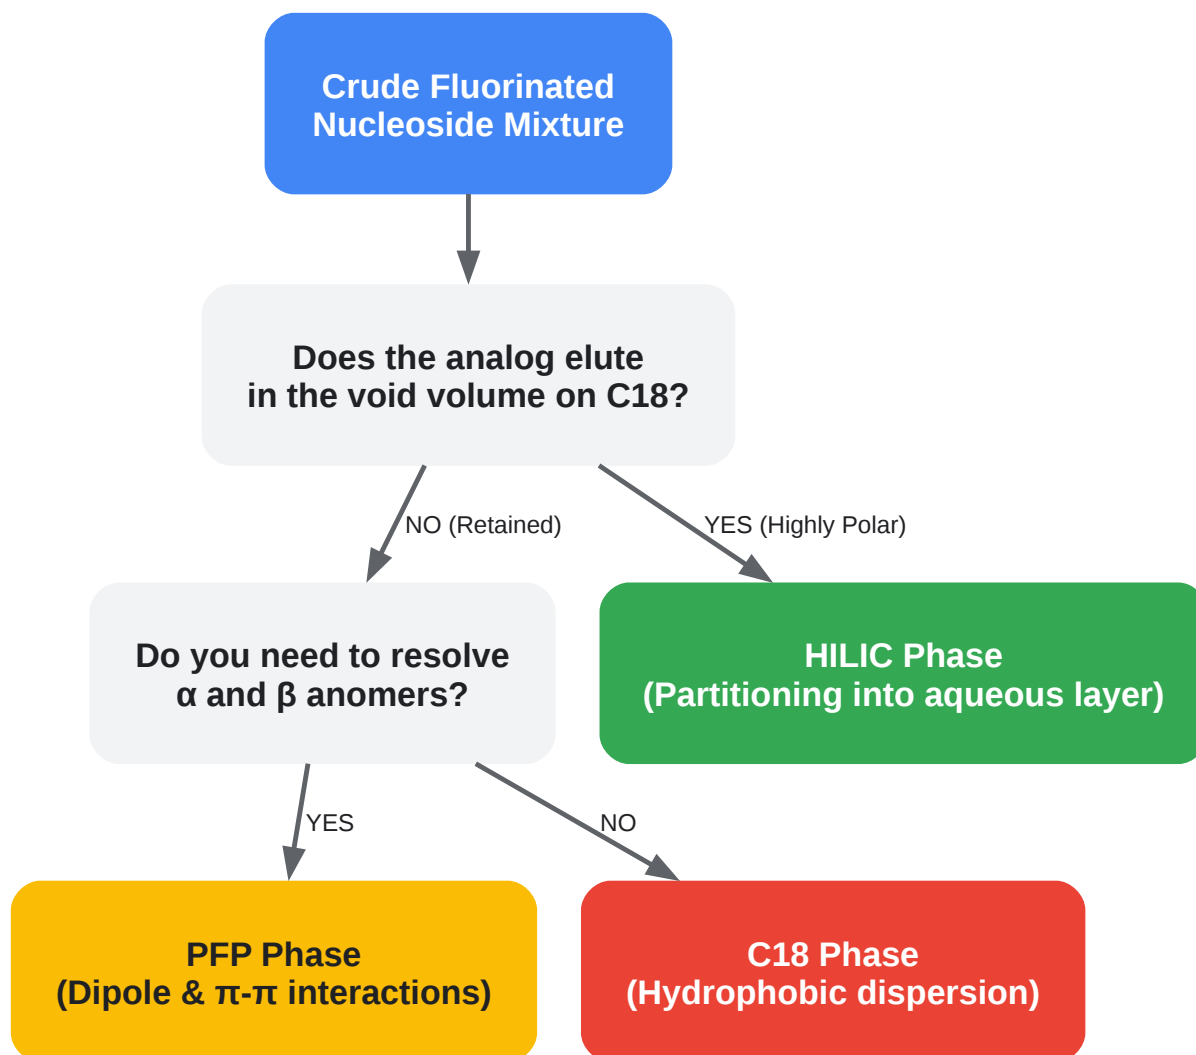 Crude Fluorinated
Nucleoside Mixture
Does the analog elute
in the void volume on C18?
NO (Retained)
YES (Highly Polar)
Do you need to resolve
α and β anomers?
HILIC Phase
(Partitioning into aqueous layer)
YES
NO
PFP Phase
(Dipole & π-π interactions)
C18 Phase
(Hydrophobic dispersion)